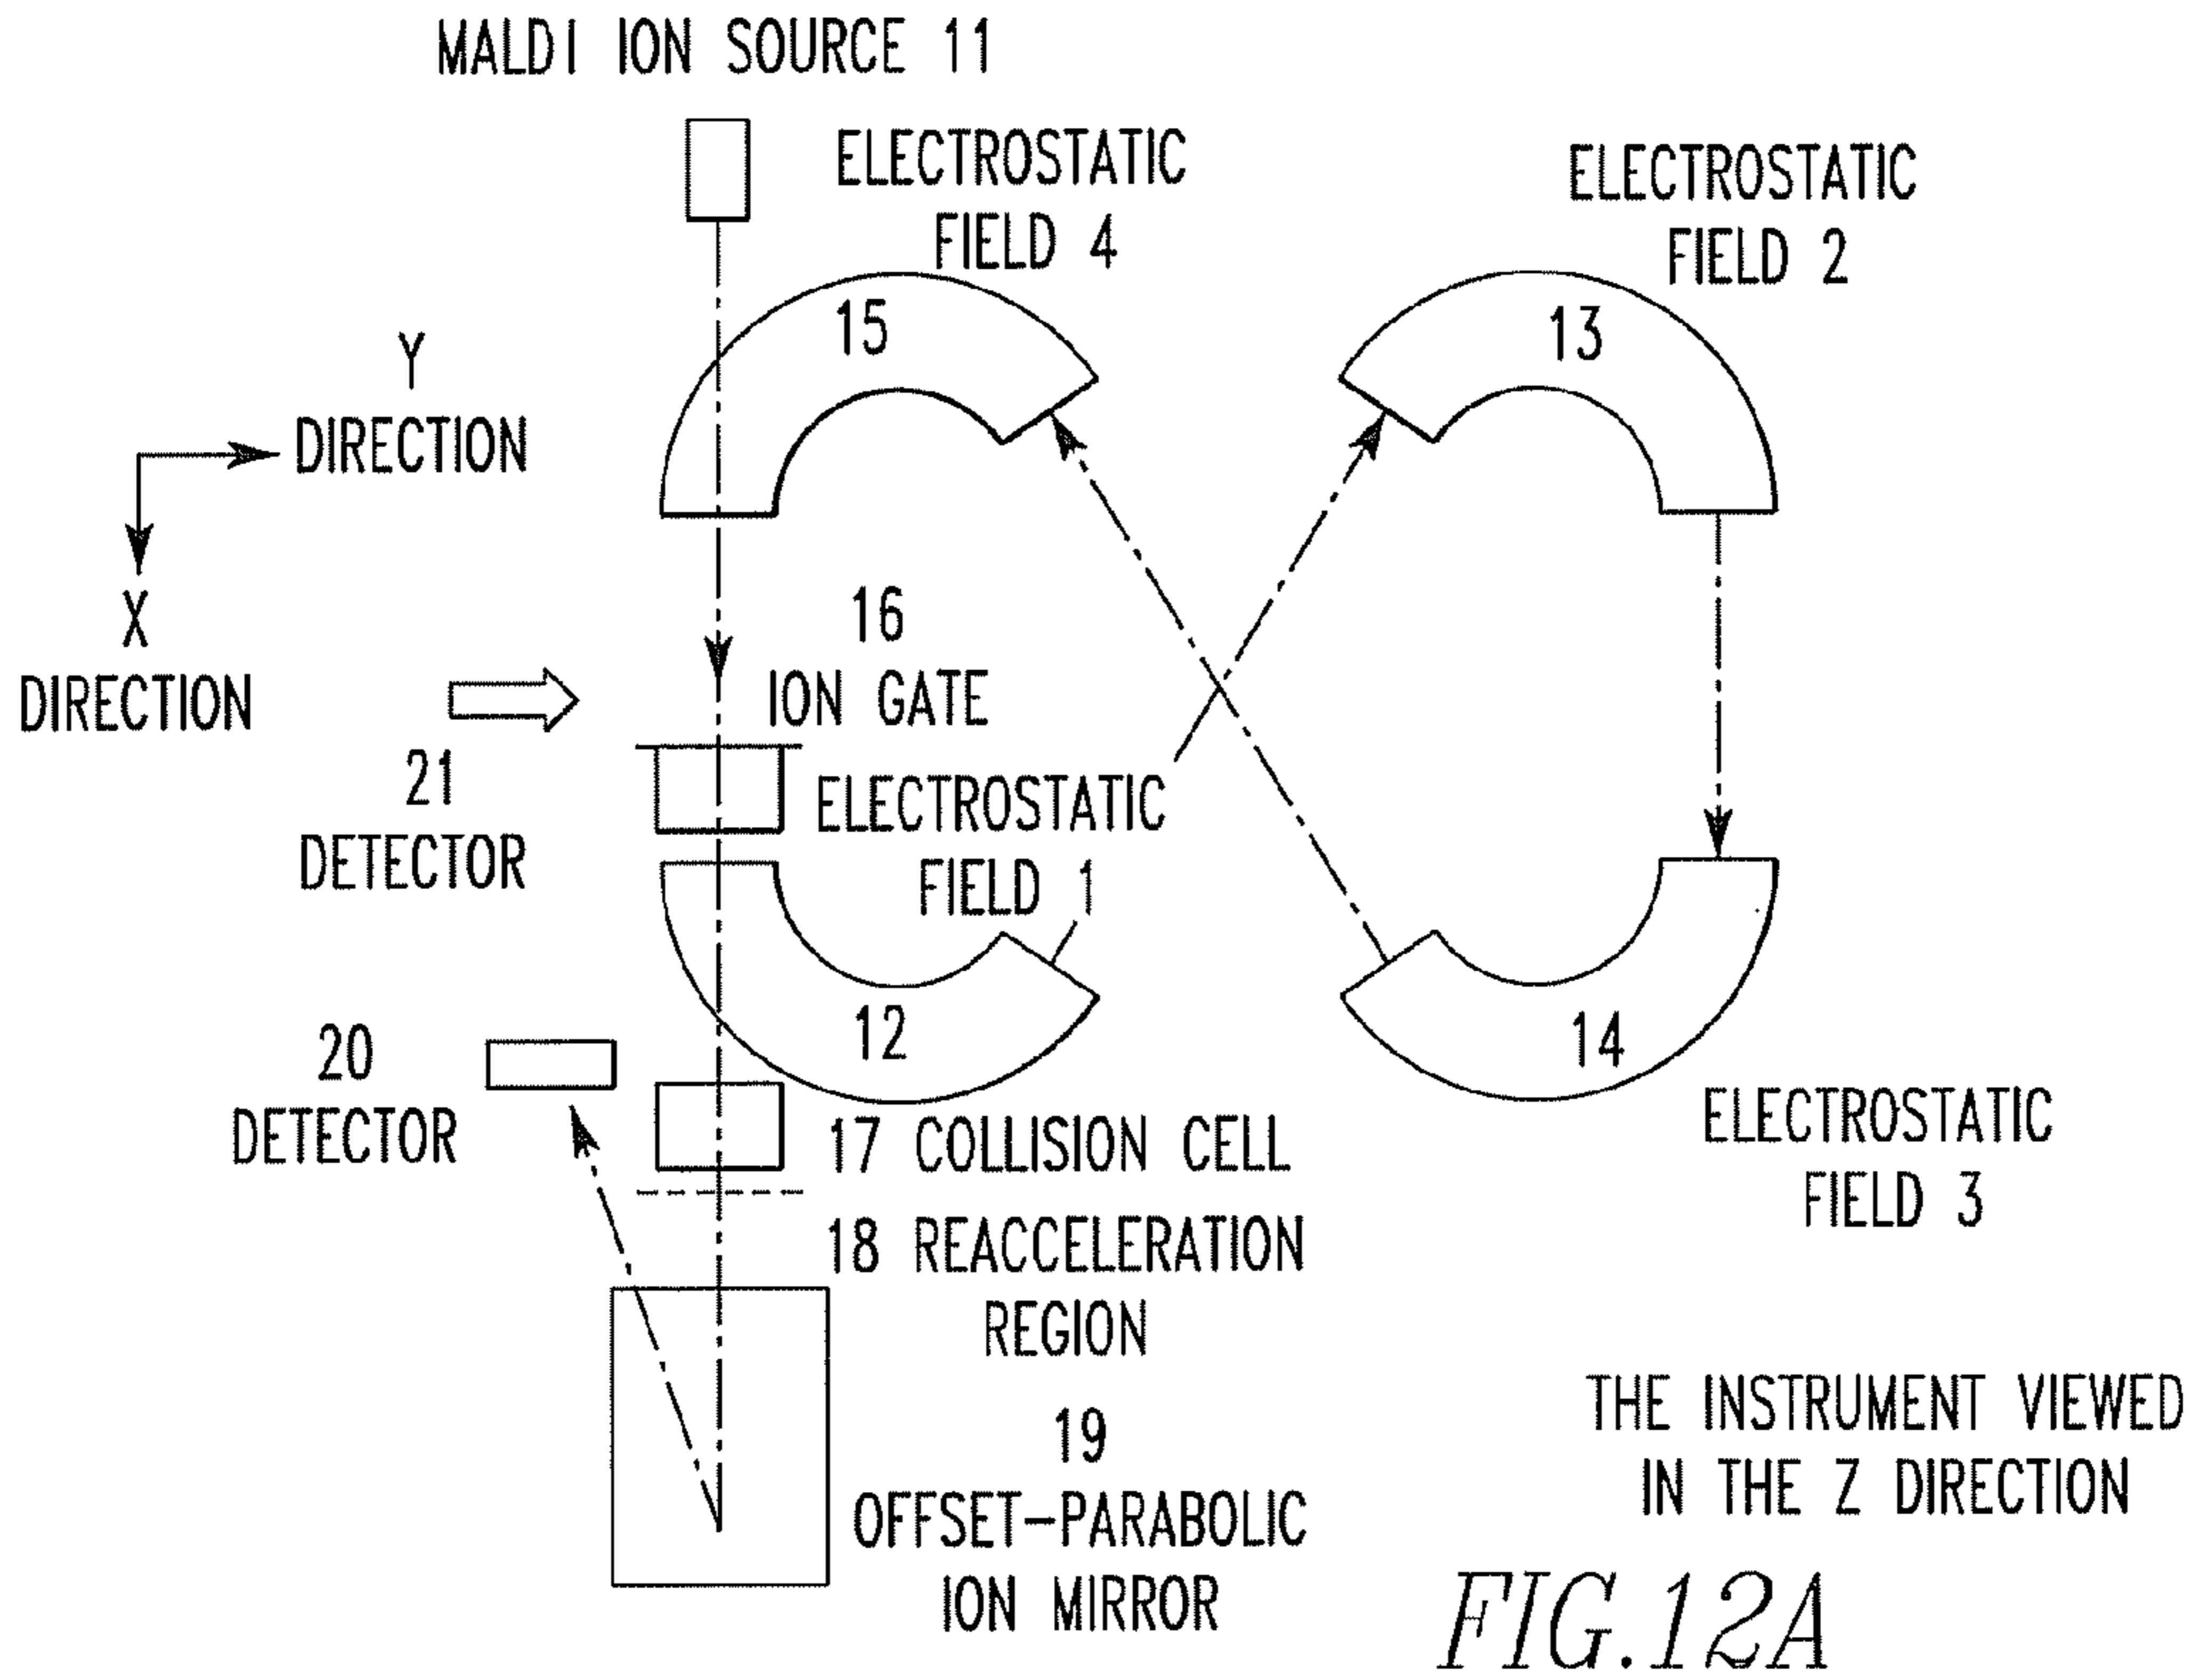 MALDI ION SOURCE 11
ELECTROSTATIC
FIELD 4
ELECTROSTATIC
FIELD 2
15
13
Y
DIRECTION
X
DIRECTION
16
ION GATE
21
DETECTOR
ELECTROSTATIC
FIELD 1
12
14
20
DETECTOR
17 COLLISION CELL
ELECTROSTATIC
FIELD 3
18 REACCELERATION
REGION
19
OFFSET-PARABOLIC
ION MIRROR
THE INSTRUMENT VIEWED
IN THE Z DIRECTION
FIG.12A